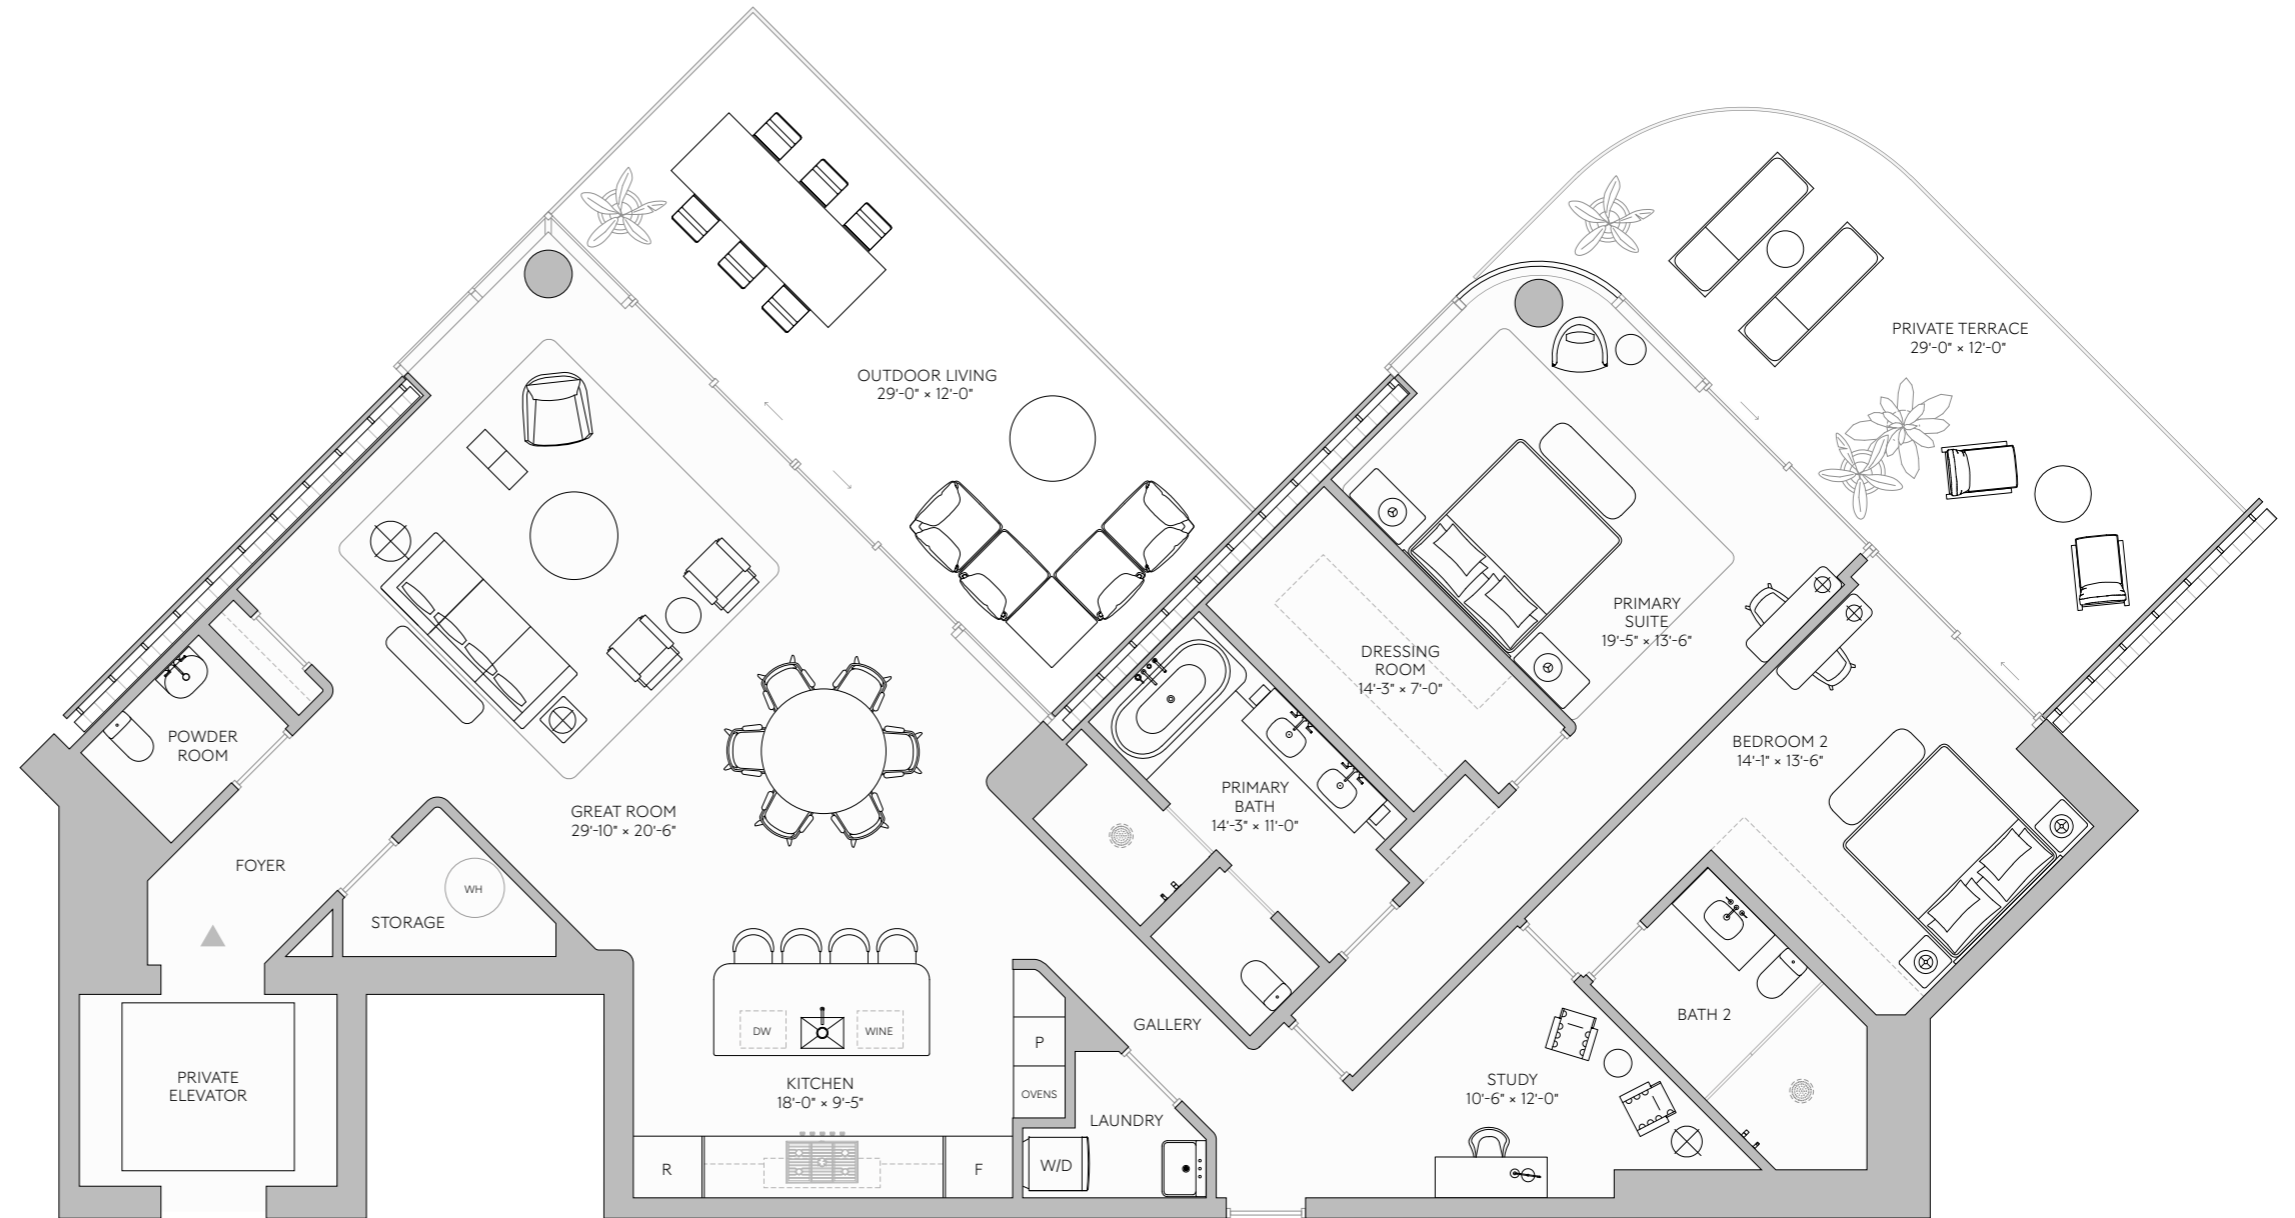 OUTDOOR LIVING
29'-0" × 12'-0"
PRIVATE TERRACE
29'-0" × 12'-0"
PRIMARY
SUITE
19'-5" × 13'-6"
DRESSING
ROOM
14'-3" × 7'-0"
POWDER
ROOM
BEDROOM 2
14'-1" × 13'-6"
PRIMARY
BATH
14'-3" × 11'-0"
GREAT ROOM
29'-10" × 20'-6"
FOYER
WH
STORAGE
DW
WINE
GALLERY
BATH 2
P
PRIVATE
ELEVATOR
KITCHEN
18'-0" × 9'-5"
OVENS
STUDY
10'-6" × 12'-0"
LAUNDRY
R
F
W/D